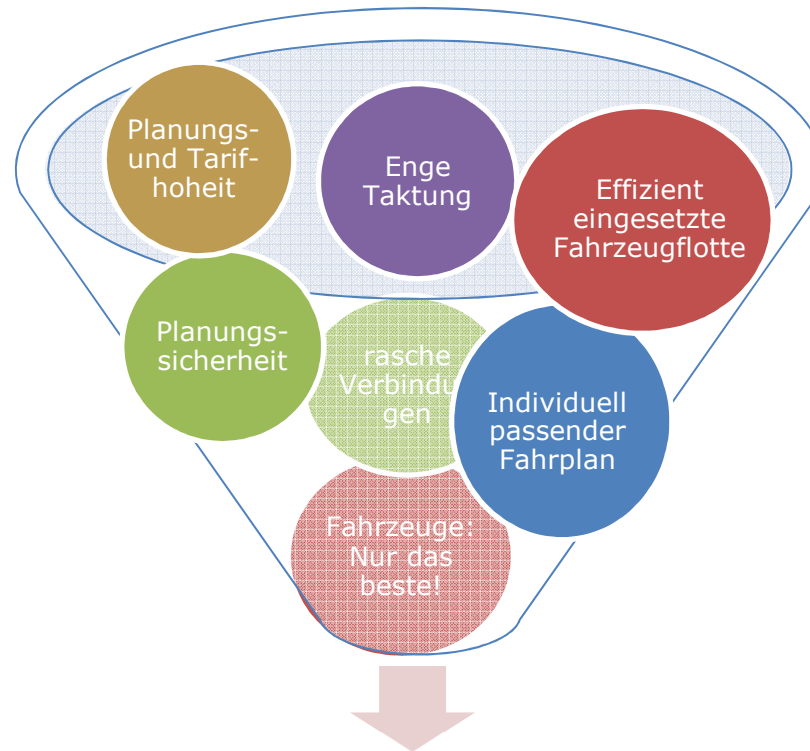 Planungs-
und Tarif-
hoheit
Enge
Taktung
Effizient
eingesetzte
Fahrzeugflotte
Planungs-
sicherheit
rasche
Verbindun
gen
Individuell
passender
Fahrplan
Fahrzeuge:
Nur das
beste!